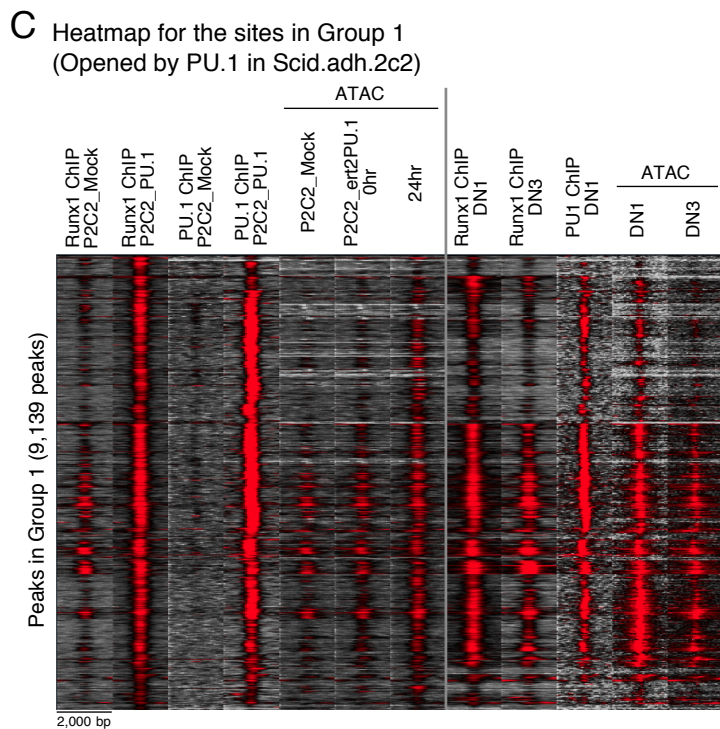 C Heatmap for the sites in Group 1
(Opened by PU.1 in Scid.adh.2c2)
ATAC
Runx1 ChIP
P2C2_Mock
Runx1 ChIP
P2C2_PU.1
PU.1 ChIP
P2C2_Mock
PU.1 ChIP
P2C2_PU.1
P2C2_Mock
P2C2_ert2PU.1
0hr
24hr
Runx1 ChIP
DN1
Runx1 ChIP
DN3
PU1 ChIP
DN1
ATAC
DN1
DN3
Peaks in Group 1 (9,139 peaks)
2,000 bp